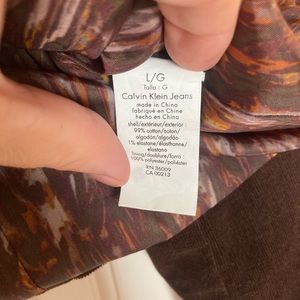 L/G
Talla : G
Calvin Klein Jeans
made in China
fabriqué en Chine
hecho en China
shell/extérieur/exterior :
99% cotton/coton/
algodón/algodão
1% elastane/élasthanne/
elastano
lining/doublure/forro
100% polyester/poliéster
RN 36009
CA 00213